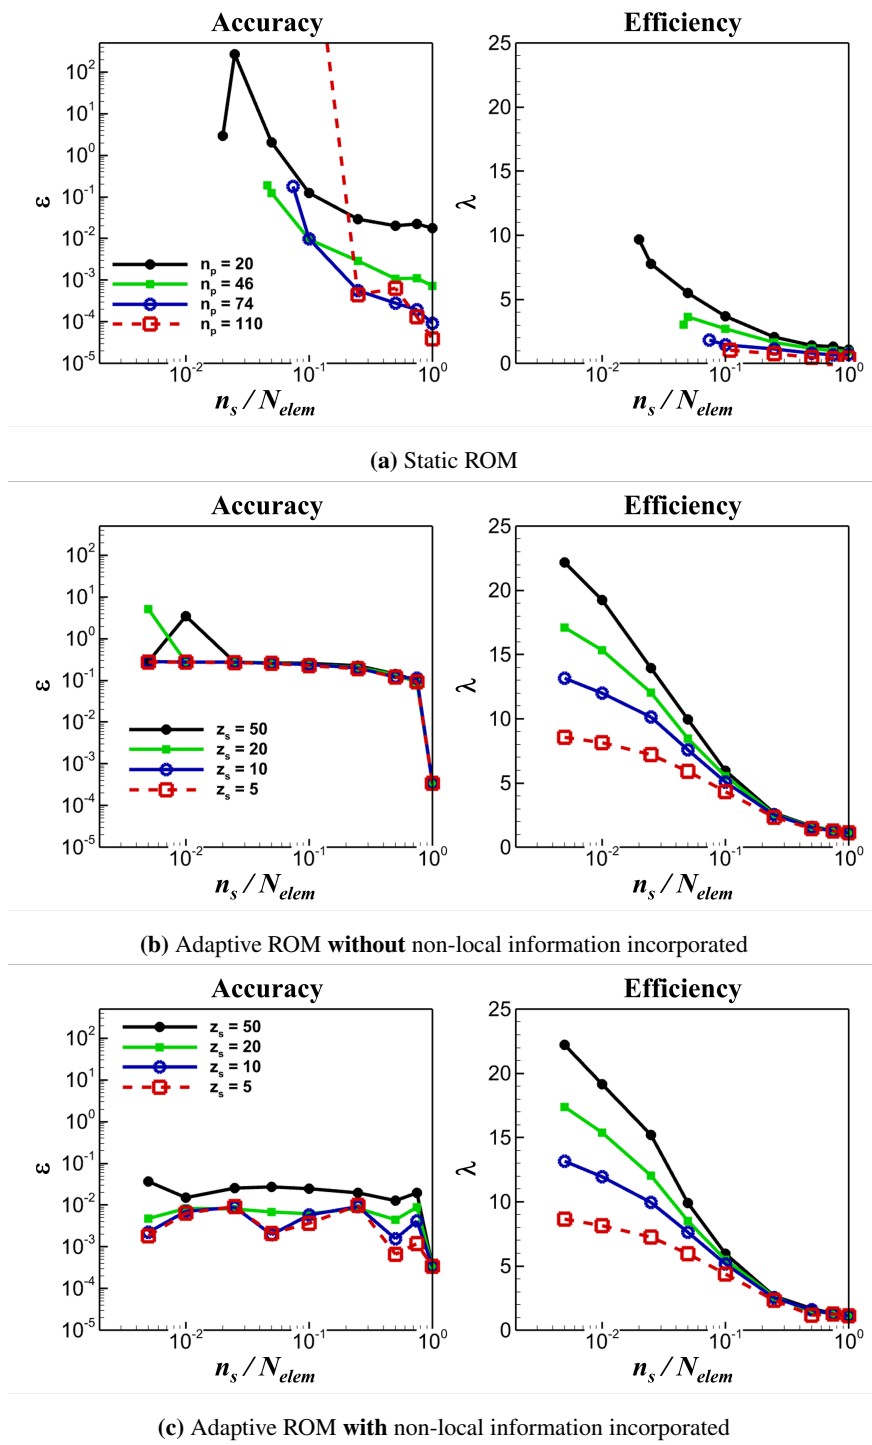 Accuracy Efficiency
10² 25
10¹ 20
10⁰ 15
10⁻¹
ε λ
10⁻² 10
n_p = 20
10⁻³
n_p = 46
5
n_p = 74
10⁻⁴
n_p = 110
10⁻⁵ 0
10⁻² 10⁻¹ 10⁰ 10⁻² 10⁻¹ 10⁰
n_s / N_elem n_s / N_elem
(a) Static ROM
Accuracy Efficiency
25
10²
10¹ 20
10⁰
15
10⁻¹
ε λ
10⁻² 10
z_s = 50
10⁻³ z_s = 20
5
z_s = 10
10⁻⁴ z_s = 5
10⁻⁵ 0
10⁻² 10⁻¹ 10⁰ 10⁻² 10⁻¹ 10⁰
n_s / N_elem n_s / N_elem
(b) Adaptive ROM without non-local information incorporated
Accuracy Efficiency
25
z_s = 50
10²
z_s = 20
z_s = 10
10¹ 20
z_s = 5
10⁰
15
10⁻¹
ε λ
10⁻² 10
10⁻³
5
10⁻⁴
10⁻⁵ 0
10⁻² 10⁻¹ 10⁰ 10⁻² 10⁻¹ 10⁰
n_s / N_elem n_s / N_elem
(c) Adaptive ROM with non-local information incorporated